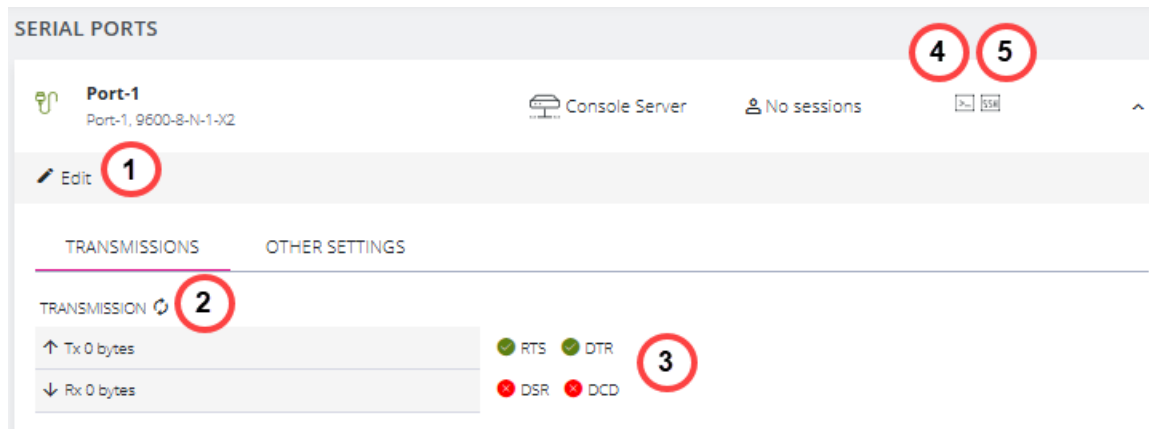 SERIAL PORTS
4 5
Port-1
Port-1, 9600-8-N-1-X2
Console Server
No sessions
>_ SSH
Edit 1
TRANSMISSIONS OTHER SETTINGS
TRANSMISSION 2
Tx 0 bytes
RTS DTR
3
Rx 0 bytes
DSR DCD